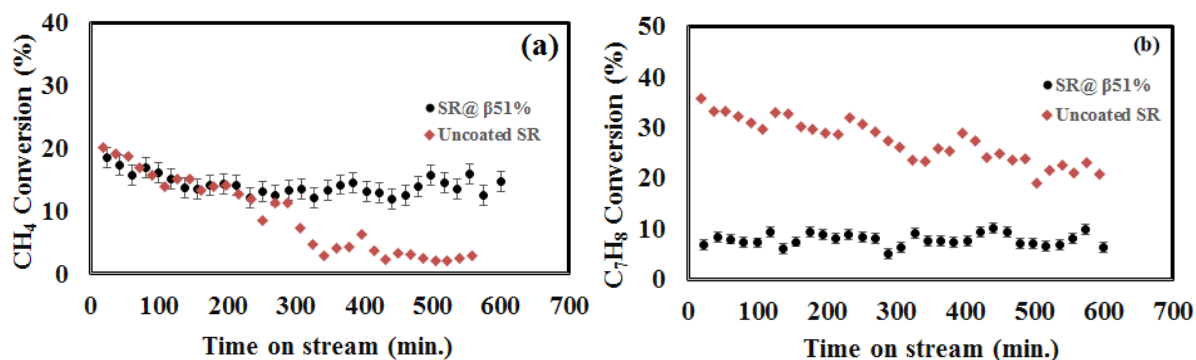 (a)
CH₄ Conversion (%)
40
30
20
10
0
SR@ β51%
Uncoated SR
0 100 200 300 400 500 600 700
Time on stream (min.)
(b)
C₇H₈ Conversion (%)
50
40
30
20
10
0
SR@ β51%
Uncoated SR
0 100 200 300 400 500 600 700
Time on stream (min.)